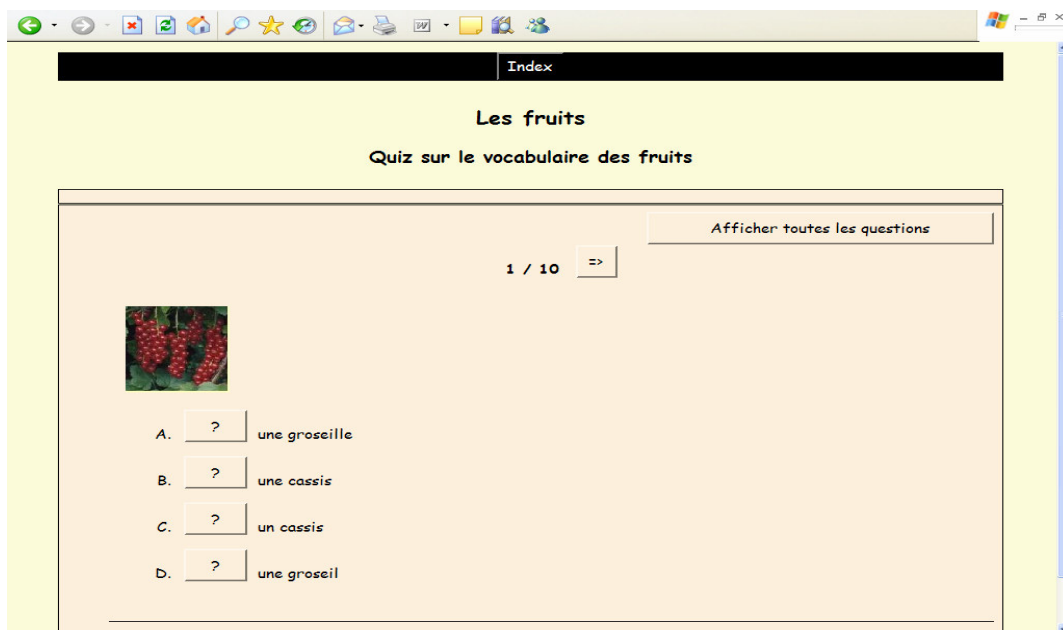 Index
Les fruits
Quiz sur le vocabulaire des fruits
Afficher toutes les questions
1 / 10 =>
A. ? une groseille
B. ? une cassis
C. ? un cassis
D. ? une groseil